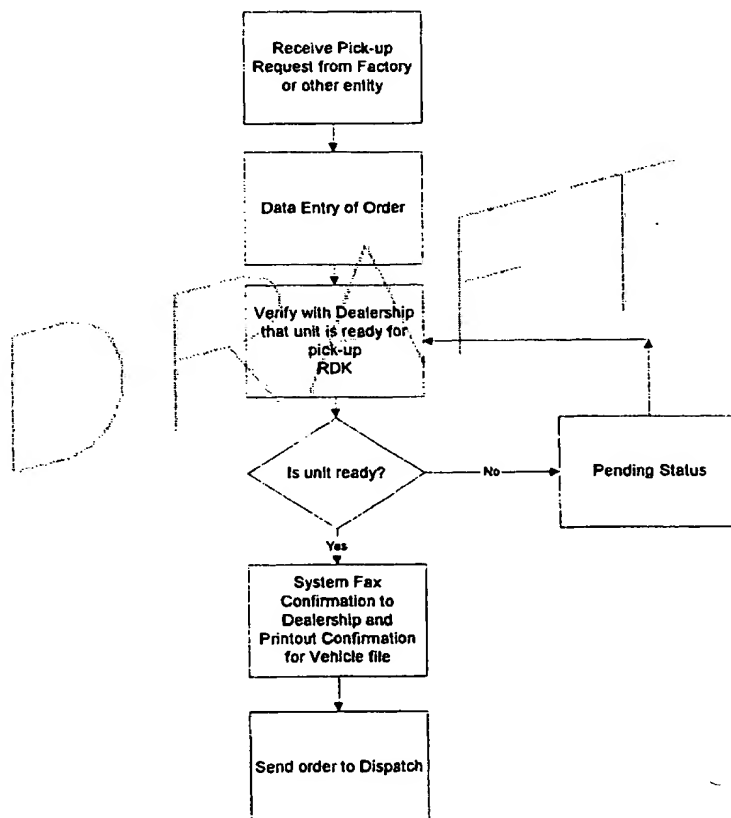 Receive Pick-up
Request from Factory
or other entity
Data Entry of Order
DRAFT
Verify with Dealership
that unit is ready for
pick-up
RDK
Is unit ready?
No
Pending Status
Yes
System Fax
Confirmation to
Dealership and
Printout Confirmation
for Vehicle file
Send order to Dispatch